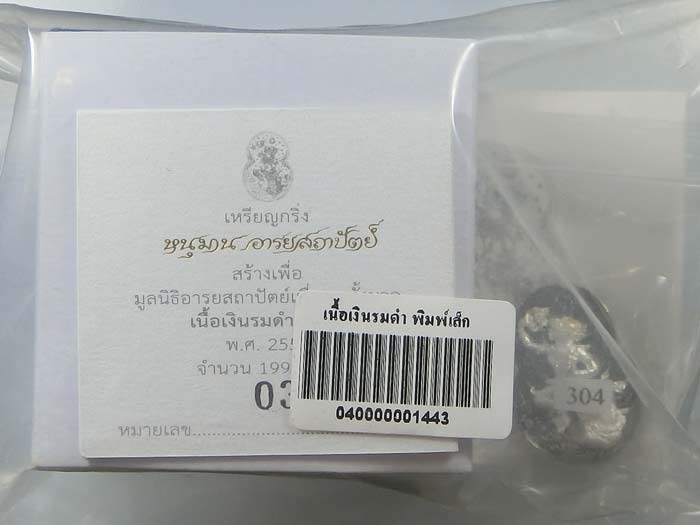 เหรียญกริ่ง
หนุมาน อารยสถาปัตย์
สร้างเพื่อ
มูลนิธิอารยสถาปัตย์
เนื้อเงินรมดำ
พ.ศ. 255
จำนวน 199
03
หมายเลข
เนื้อเงินรมดำ พิมพ์เล็ก
040000001443
304